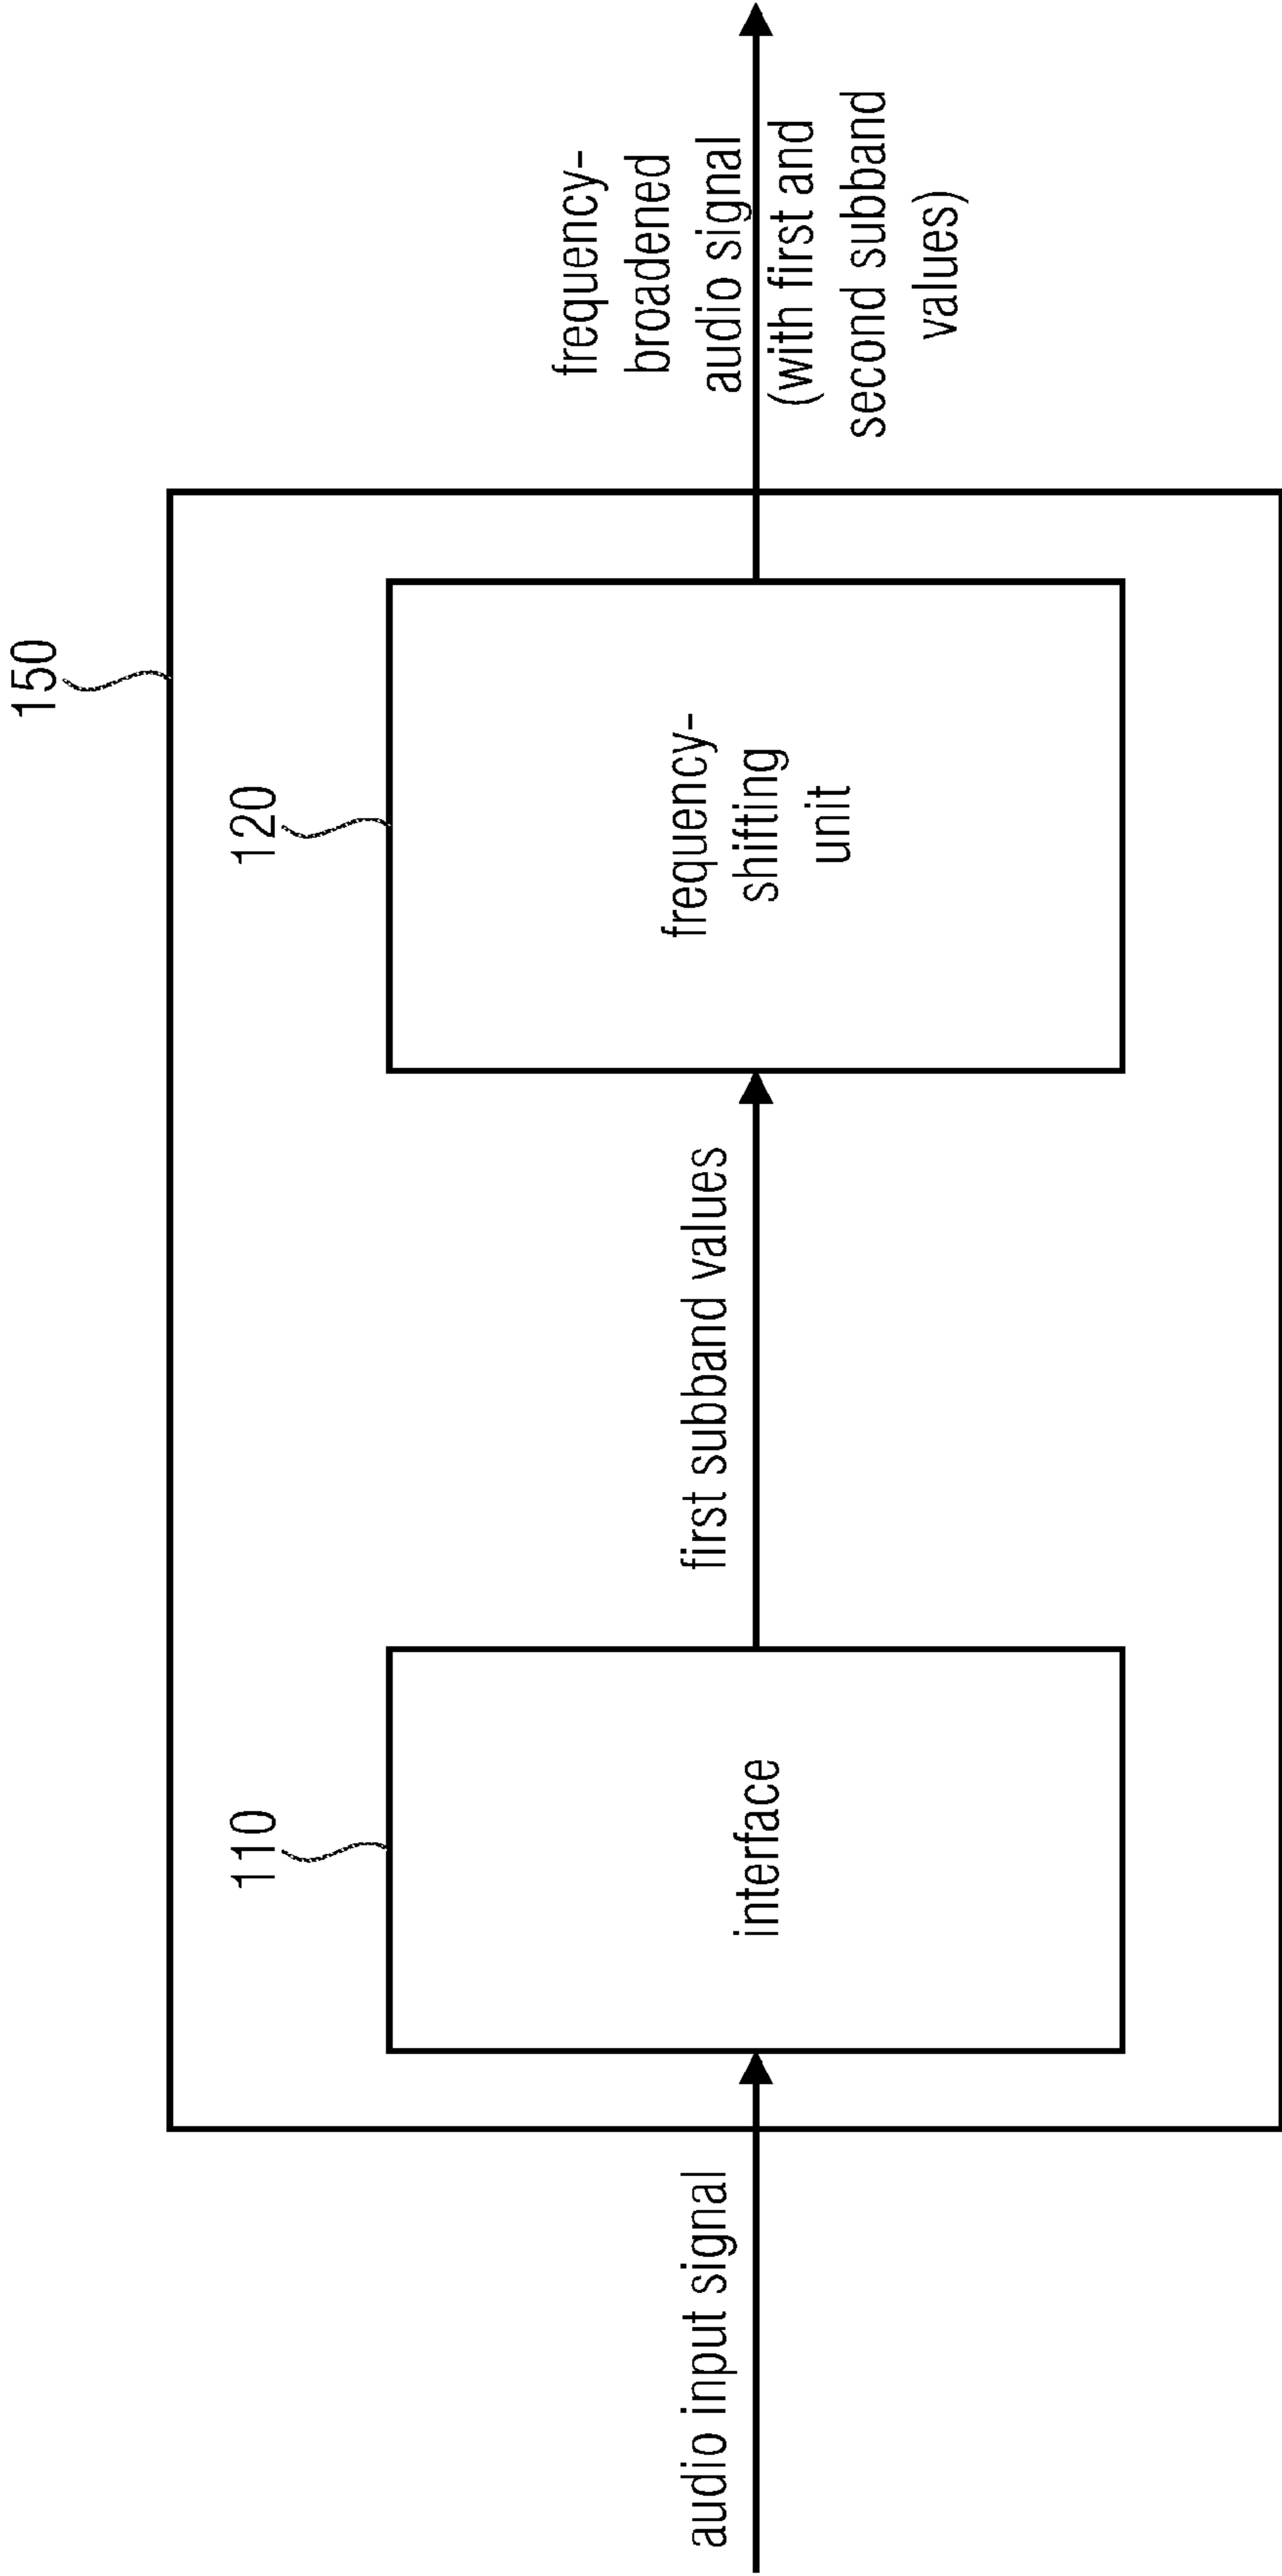 150
110
120
audio input signal
interface
first subband values
frequency-
shifting
unit
frequency-
broadened
audio signal
(with first and
second subband
values)